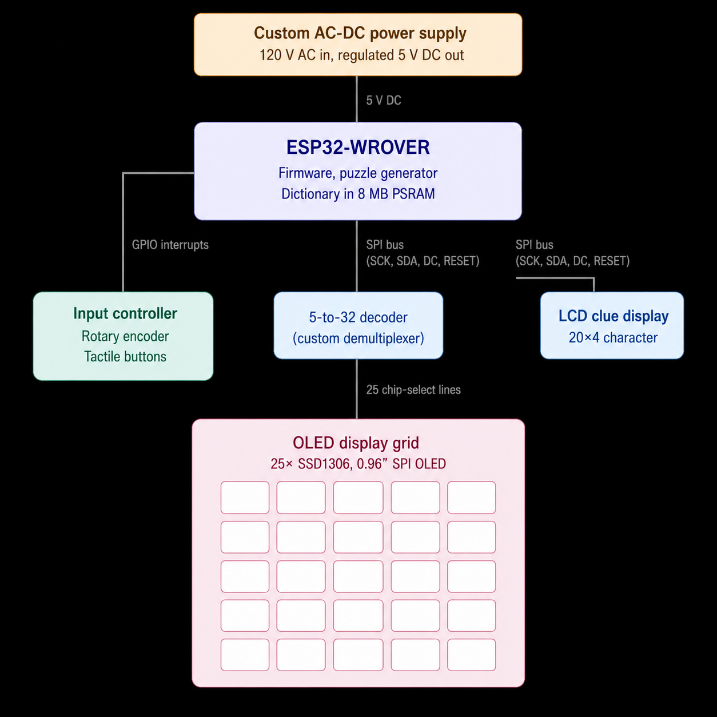 Custom AC-DC power supply
120 V AC in, regulated 5 V DC out
5 V DC
ESP32-WROVER
Firmware, puzzle generator
Dictionary in 8 MB PSRAM
GPIO interrupts
SPI bus
(SCK, SDA, DC, RESET)
SPI bus
(SCK, SDA, DC, RESET)
Input controller
Rotary encoder
Tactile buttons
5-to-32 decoder
(custom demultiplexer)
LCD clue display
20×4 character
25 chip-select lines
OLED display grid
25× SSD1306, 0.96” SPI OLED